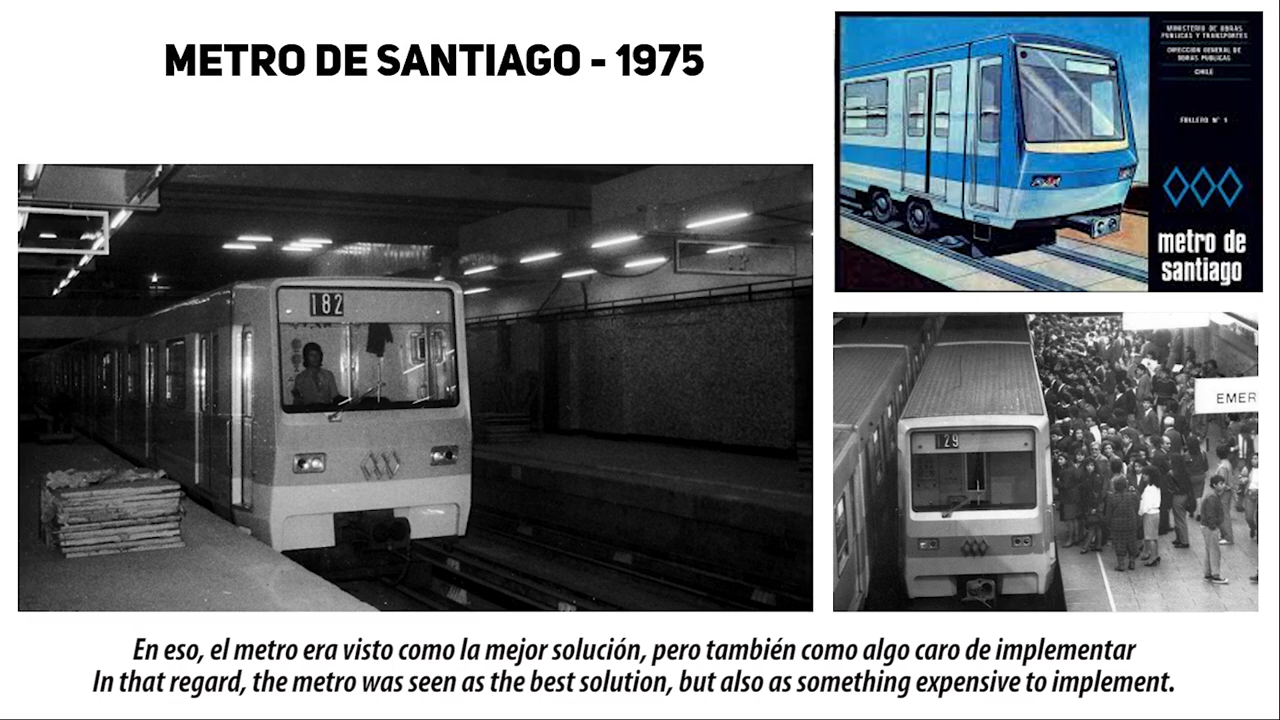 METRO DE SANTIAGO - 1975
MINISTERIO DE OBRAS
PUBLICAS Y TRANSPORTES
DIRECCION GENERAL DE
OBRAS PUBLICAS
CHILE
FOLLETO N° 1
metro de
santiago
182
129
EMER
En eso, el metro era visto como la mejor solución, pero también como algo caro de implementar
In that regard, the metro was seen as the best solution, but also as something expensive to implement.